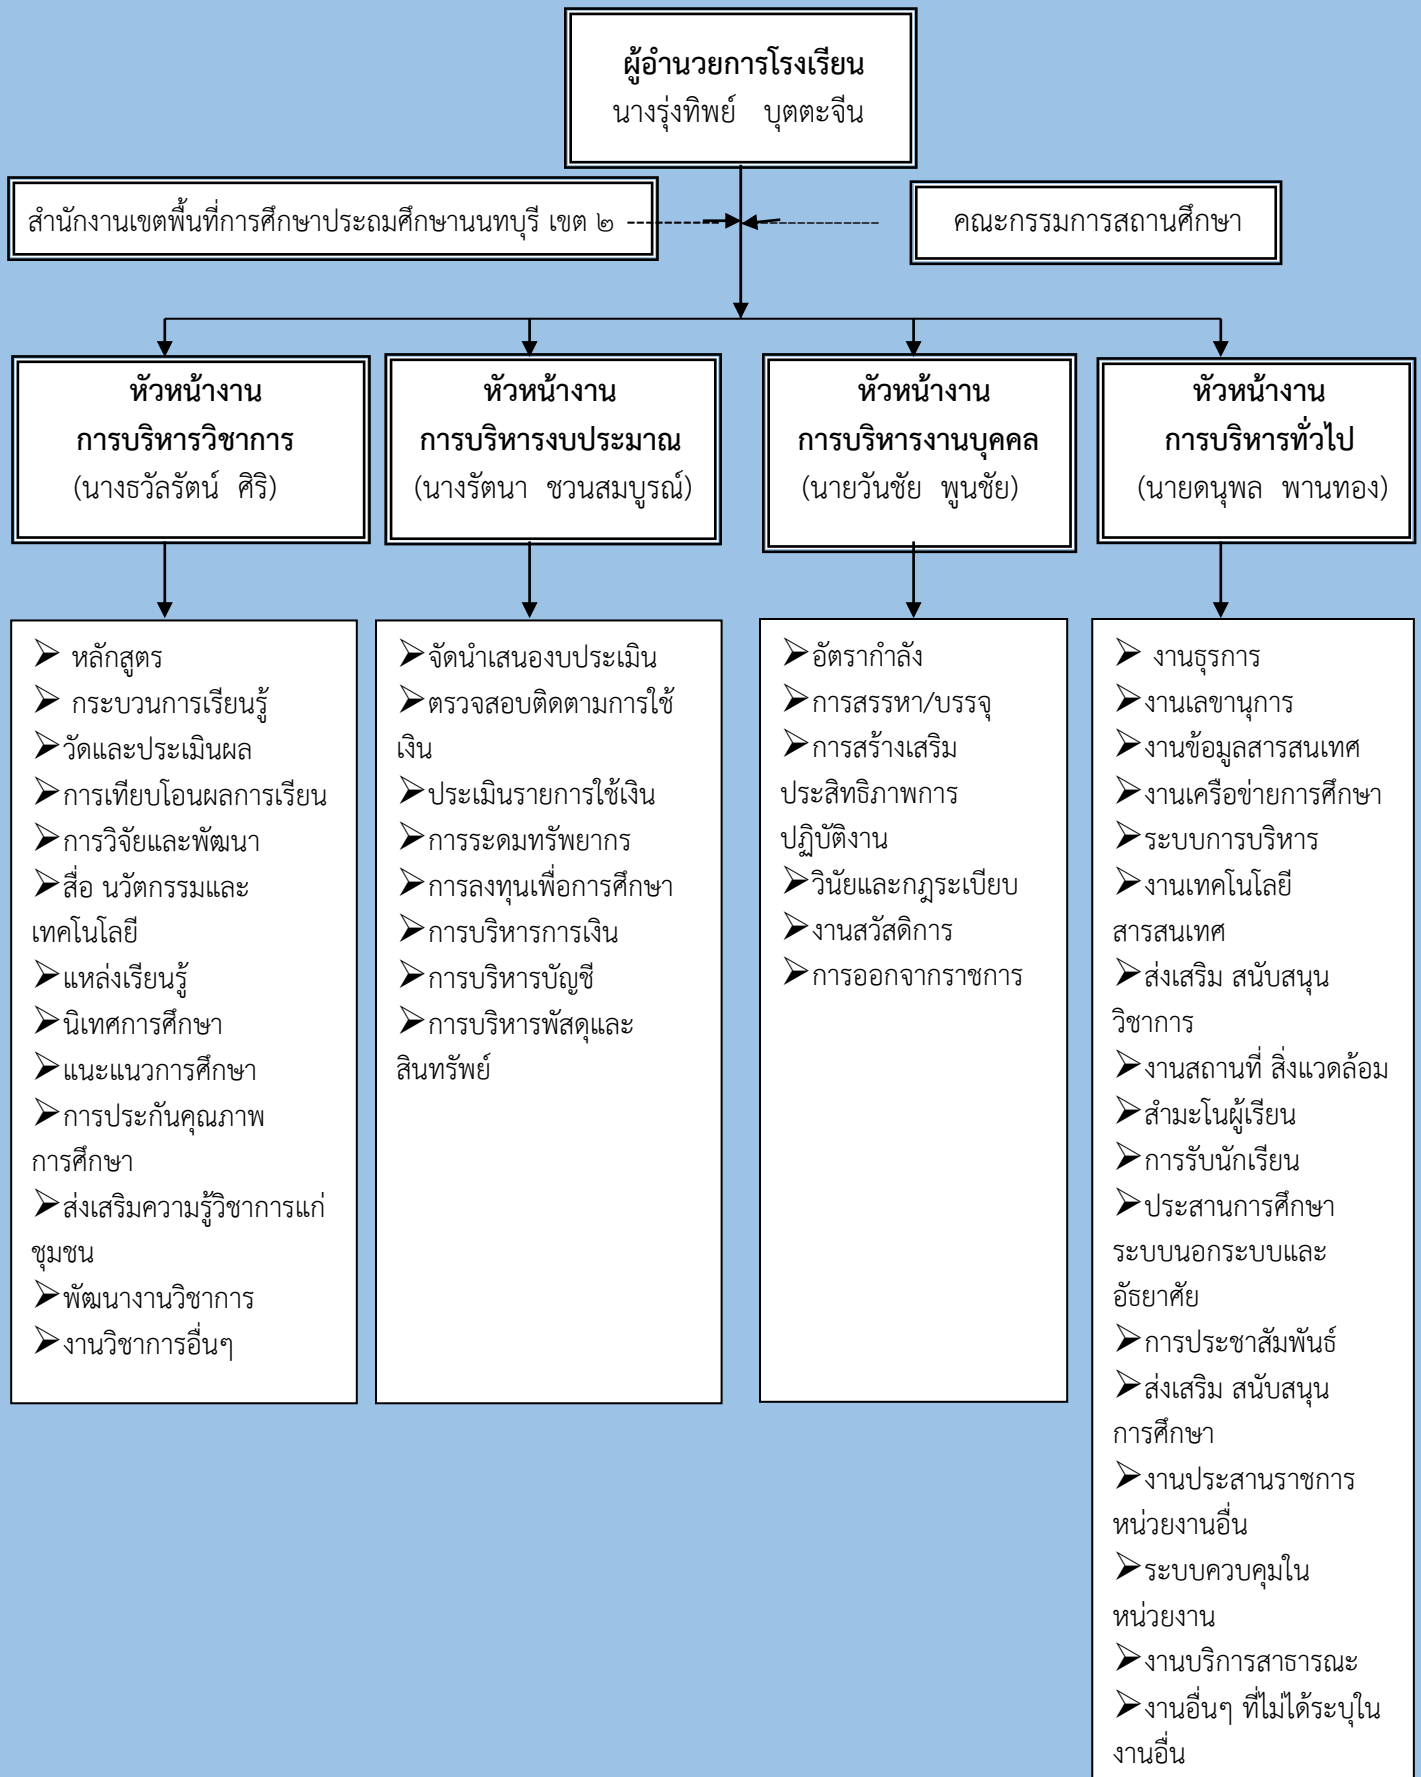 ผู้อำนวยการโรงเรียน
นางรุ่งทิพย์ บุตตะจีน
สำนักงานเขตพื้นที่การศึกษาประถมศึกษานนทบุรี เขต ๒
คณะกรรมการสถานศึกษา
หัวหน้างาน
การบริหารวิชาการ
(นางธวัลรัตน์ ศิริ)
หัวหน้างาน
การบริหารงบประมาณ
(นางรัตนา ชวนสมบูรณ์)
หัวหน้างาน
การบริหารงานบุคคล
(นายวันชัย พูนชัย)
หัวหน้างาน
การบริหารทั่วไป
(นายดนุพล พานทอง)
➢ หลักสูตร
➢ กระบวนการเรียนรู้
➢วัดและประเมินผล
➢การเทียบโอนผลการเรียน
➢การวิจัยและพัฒนา
➢สื่อ นวัตกรรมและ
เทคโนโลยี
➢แหล่งเรียนรู้
➢นิเทศการศึกษา
➢แนะแนวการศึกษา
➢การประกันคุณภาพ
การศึกษา
➢ส่งเสริมความรู้วิชาการแก่
ชุมชน
➢พัฒนางานวิชาการ
➢งานวิชาการอื่นๆ
➢จัดนำเสนองบประเมิน
➢ตรวจสอบติดตามการใช้
เงิน
➢ประเมินรายการใช้เงิน
➢การระดมทรัพยากร
➢การลงทุนเพื่อการศึกษา
➢การบริหารการเงิน
➢การบริหารบัญชี
➢การบริหารพัสดุและ
สินทรัพย์
➢อัตรากำลัง
➢การสรรหา/บรรจุ
➢การสร้างเสริม
ประสิทธิภาพการ
ปฏิบัติงาน
➢วินัยและกฎระเบียบ
➢งานสวัสดิการ
➢การออกจากราชการ
➢ งานธุรการ
➢งานเลขานุการ
➢งานข้อมูลสารสนเทศ
➢งานเครือข่ายการศึกษา
➢ระบบการบริหาร
➢งานเทคโนโลยี
สารสนเทศ
➢ส่งเสริม สนับสนุน
วิชาการ
➢งานสถานที่ สิ่งแวดล้อม
➢สำมะโนผู้เรียน
➢การรับนักเรียน
➢ประสานการศึกษา
ระบบนอกระบบและ
อัธยาศัย
➢การประชาสัมพันธ์
➢ส่งเสริม สนับสนุน
การศึกษา
➢งานประสานราชการ
หน่วยงานอื่น
➢ระบบควบคุมใน
หน่วยงาน
➢งานบริการสาธารณะ
➢งานอื่นๆ ที่ไม่ได้ระบุใน
งานอื่น